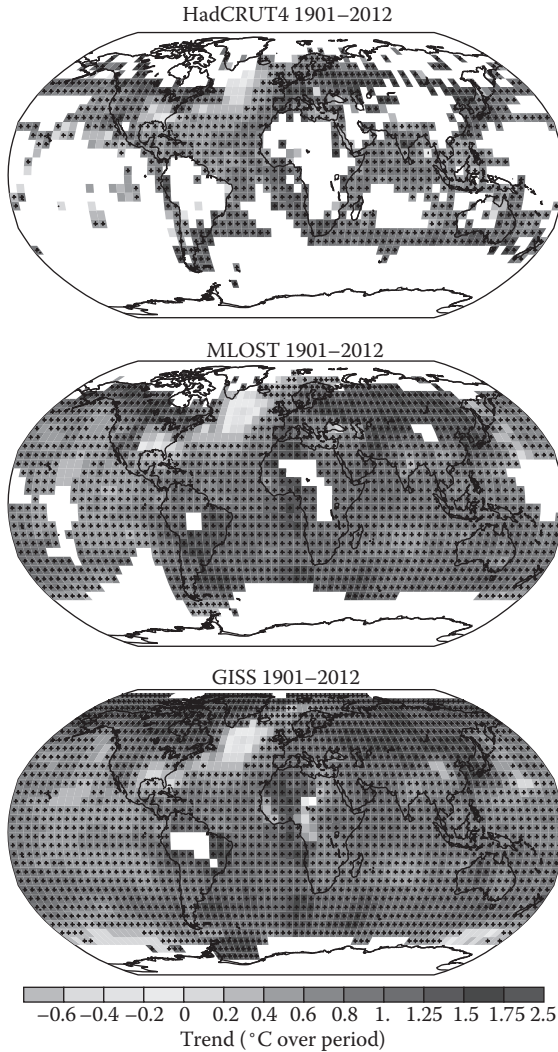 HadCRUT4 1901–2012
MLOST 1901–2012
GISS 1901–2012
−0.6 −0.4 −0.2 0 0.2 0.4 0.6 0.8 1. 1.25 1.5 1.75 2.5
Trend (°C over period)